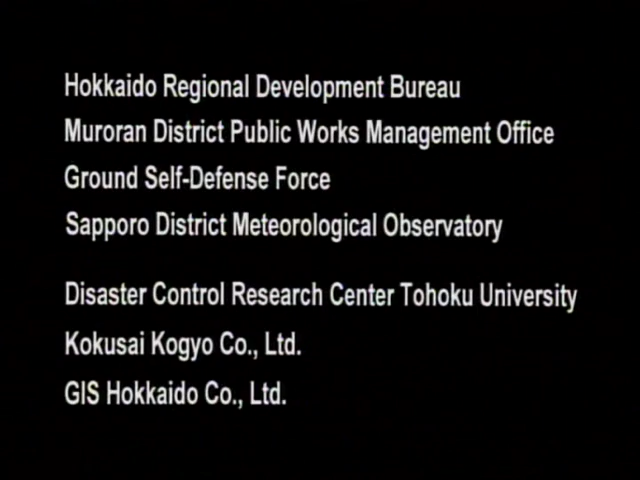 Hokkaido Regional Development Bureau
Muroran District Public Works Management Office
Ground Self-Defense Force
Sapporo District Meteorological Observatory
Disaster Control Research Center Tohoku University
Kokusai Kogyo Co., Ltd.
GIS Hokkaido Co., Ltd.